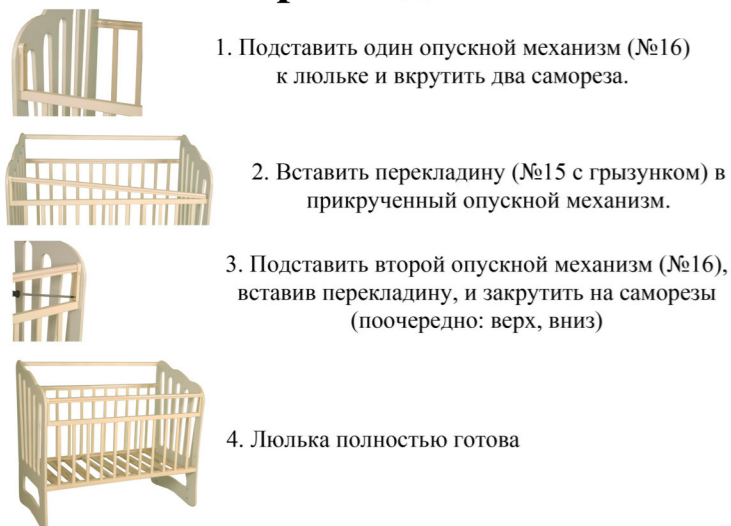 1. Подставить один опускной механизм (№16)
к люльке и вкрутить два самореза.
2. Вставить перекладину (№15 с грызунком) в
прикрученный опускной механизм.
3. Подставить второй опускной механизм (№16),
вставив перекладину, и закрутить на саморезы
(поочередно: верх, вниз)
4. Люлька полностью готова